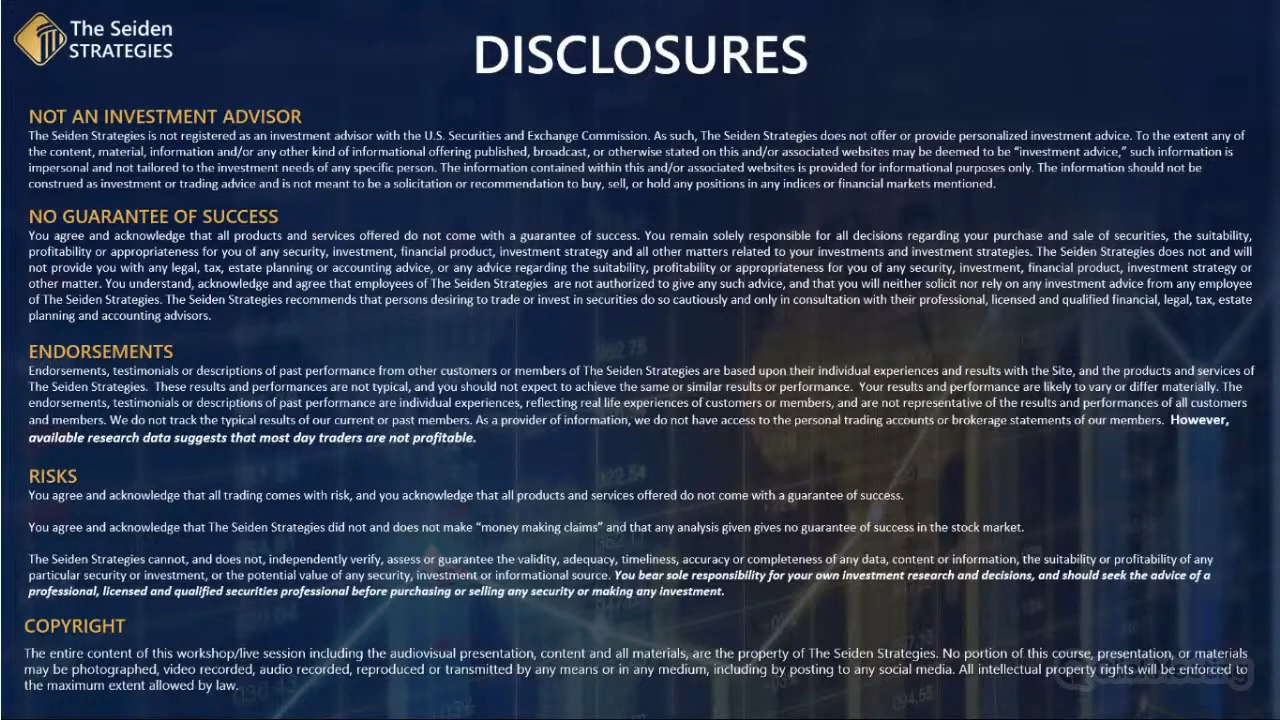 The Seiden
STRATEGIES
DISCLOSURES
NOT AN INVESTMENT ADVISOR
The Seiden Strategies is not registered as an investment advisor with the U.S. Securities and Exchange Commission. As such, The Seiden Strategies does not offer or provide personalized investment advice. To the extent any of
the content, material, information and/or any other kind of informational offering published, broadcast, or otherwise stated on this and/or associated websites may be deemed to be “investment advice,” such information is
impersonal and not tailored to the investment needs of any specific person. The information contained within this and/or associated websites is provided for informational purposes only. The information should not be
construed as investment or trading advice and is not meant to be a solicitation or recommendation to buy, sell, or hold any positions in any indices or financial markets mentioned.
NO GUARANTEE OF SUCCESS
You agree and acknowledge that all products and services offered do not come with a guarantee of success. You remain solely responsible for all decisions regarding your purchase and sale of securities, the suitability,
profitability or appropriateness for you of any security, investment, financial product, investment strategy and all other matters related to your investments and investment strategies. The Seiden Strategies does not and will
not provide you with any legal, tax, estate planning or accounting advice, or any advice regarding the suitability, profitability or appropriateness for you of any security, investment, financial product, investment strategy or
other matter. You understand, acknowledge and agree that employees of The Seiden Strategies are not authorized to give any such advice, and that you will neither solicit nor rely on any investment advice from any employee
of The Seiden Strategies. The Seiden Strategies recommends that persons desiring to trade or invest in securities do so cautiously and only in consultation with their professional, licensed and qualified financial, legal, tax, estate
planning and accounting advisors.
ENDORSEMENTS
Endorsements, testimonials or descriptions of past performance from other customers or members of The Seiden Strategies are based upon their individual experiences and results with the Site, and the products and services of
The Seiden Strategies. These results and performances are not typical, and you should not expect to achieve the same or similar results or performance. Your results and performance are likely to vary or differ materially. The
endorsements, testimonials or descriptions of past performance are individual experiences, reflecting real life experiences of customers or members, and are not representative of the results and performances of all customers
and members. We do not track the typical results of our current or past members. As a provider of information, we do not have access to the personal trading accounts or brokerage statements of our members. However,
available research data suggests that most day traders are not profitable.
RISKS
You agree and acknowledge that all trading comes with risk, and you acknowledge that all products and services offered do not come with a guarantee of success.
You agree and acknowledge that The Seiden Strategies did not and does not make “money making claims” and that any analysis given gives no guarantee of success in the stock market.
The Seiden Strategies cannot, and does not, independently verify, assess or guarantee the validity, adequacy, timeliness, accuracy or completeness of any data, content or information, the suitability or profitability of any
particular security or investment, or the potential value of any security, investment or informational source. You bear sole responsibility for your own investment research and decisions, and should seek the advice of a
professional, licensed and qualified securities professional before purchasing or selling any security or making any investment.
COPYRIGHT
The entire content of this workshop/live session including the audiovisual presentation, content and all materials, are the property of The Seiden Strategies. No portion of this course, presentation, or materials
may be photographed, video recorded, audio recorded, reproduced or transmitted by any means or in any medium, including by posting to any social media. All intellectual property rights will be enforced to
the maximum extent allowed by law.